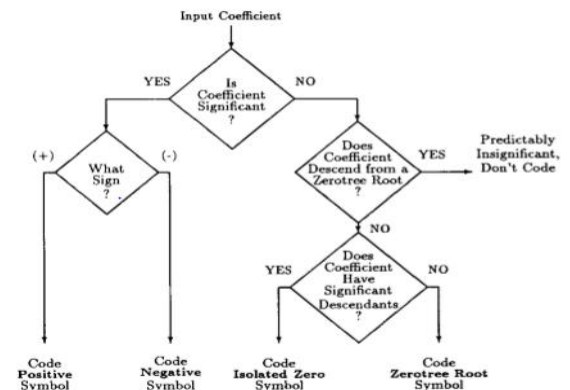 Input Coefficient
YES
Is
Coefficient
Significant
?
NO
(+)
What
Sign
?
(-)
Does
Coefficient
Descend from a
Zerotree Root
?
YES
Predictably
Insignificant,
Don't Code
NO
YES
Does
Coefficient
Have
Significant
Descendants
?
NO
Code
Positive
Symbol
Code
Negative
Symbol
Code
Isolated Zero
Symbol
Code
Zerotree Root
Symbol